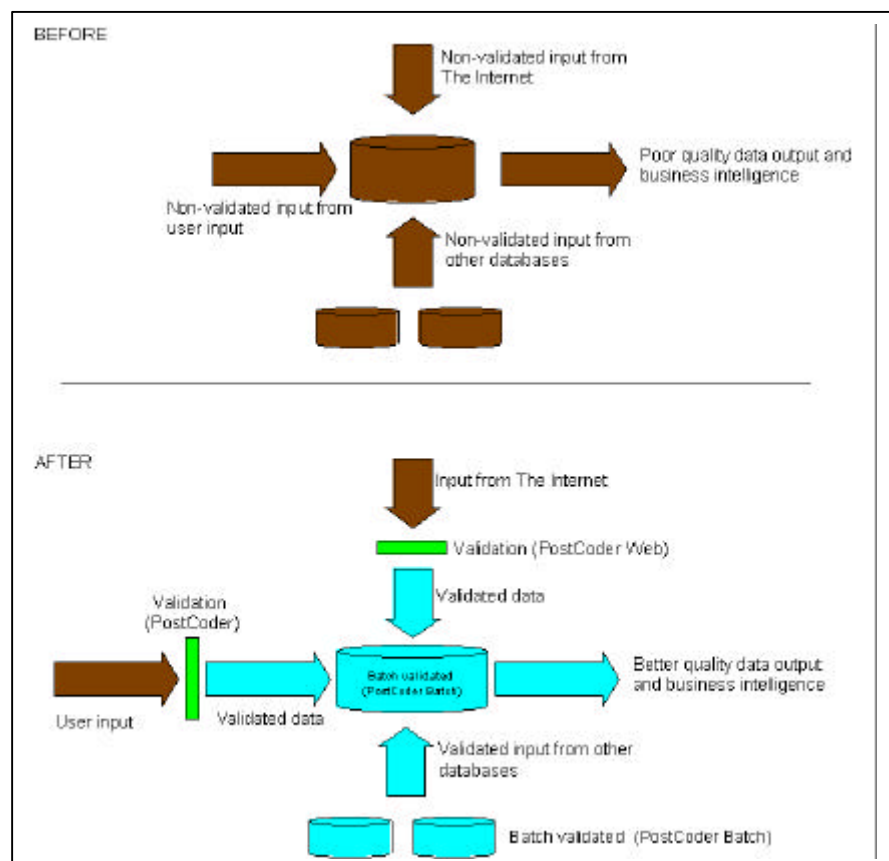 BEFORE
Non-validated input from
The Internet
Poor quality data output and
business intelligence
Non-validated input from
user input
Non-validated input from
other databases
AFTER
Input from The Internet
Validation (PostCoder Web)
Validated data
Validation
(PostCoder)
Batch validated
(PostCoder Batch)
Better quality data output
and business intelligence
User input
Validated data
Validated input from other
databases
Batch validated (PostCoder Batch)